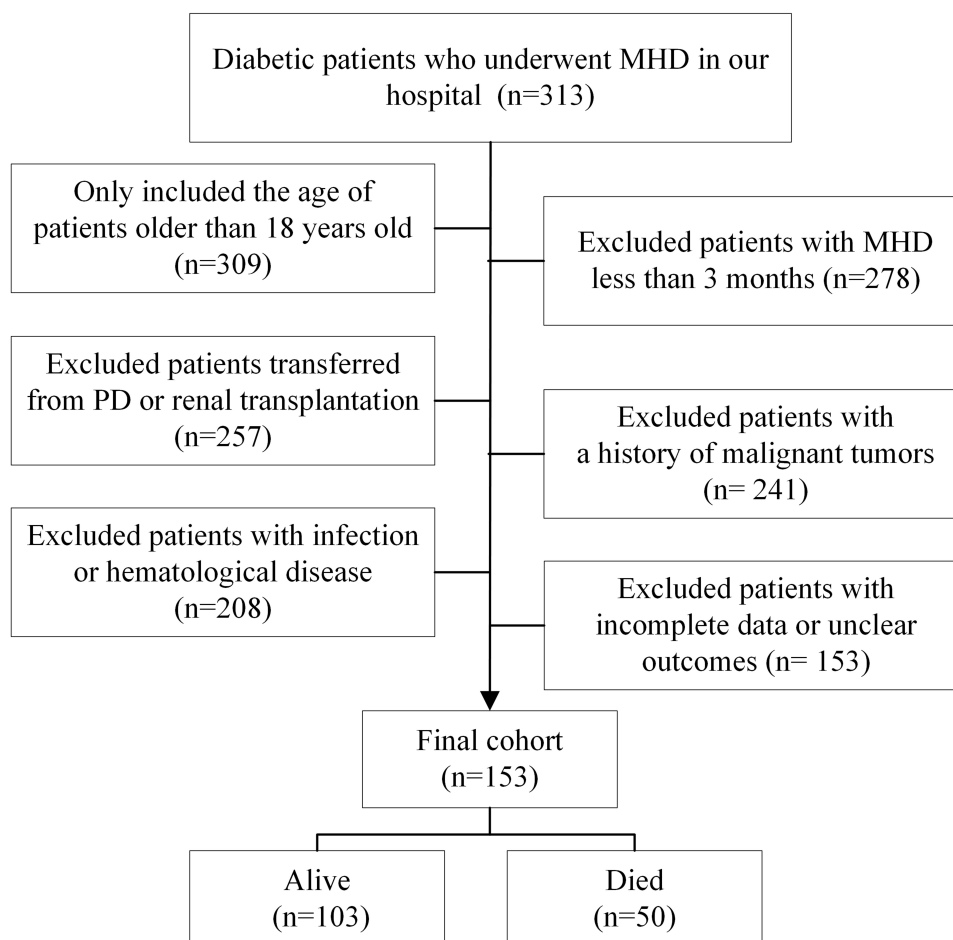 Diabetic patients who underwent MHD in our
hospital (n=313)
Only included the age of
patients older than 18 years old
(n=309)
Excluded patients with MHD
less than 3 months (n=278)
Excluded patients transferred
from PD or renal transplantation
(n=257)
Excluded patients with
a history of malignant tumors
(n= 241)
Excluded patients with infection
or hematological disease
(n=208)
Excluded patients with
incomplete data or unclear
outcomes (n= 153)
Final cohort
(n=153)
Alive
(n=103)
Died
(n=50)